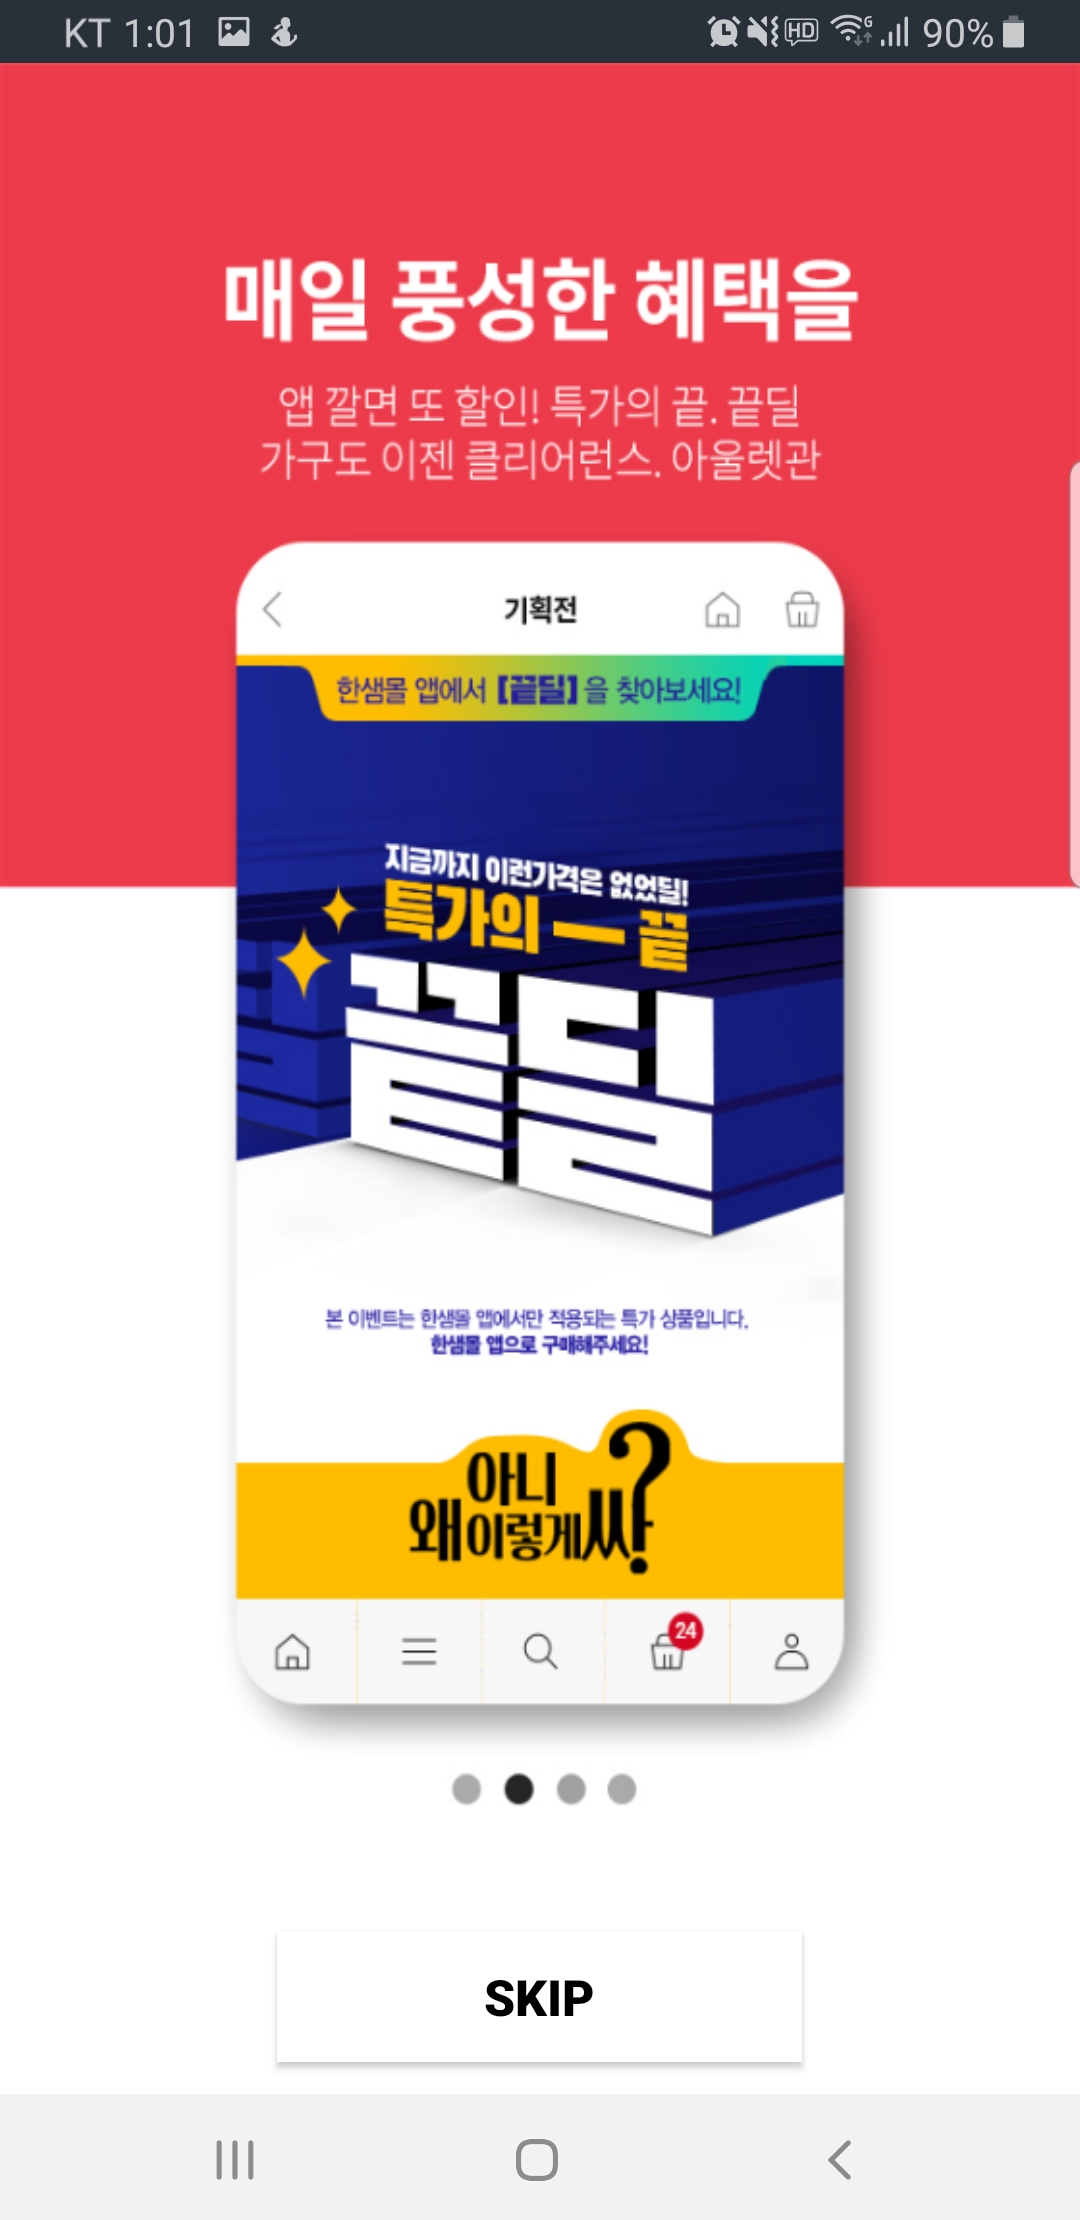 KT 1:01
HD
G
90%
매일 풍성한 혜택을
앱 깔면 또 할인! 특가의 끝. 끝딜
가구도 이젠 클리어런스. 아울렛관
기획전
한샘몰 앱에서 [끝딜]을 찾아보세요!
지금까지 이런가격은 없었딜!
특가의 ㅡ 끝
끝딜
본 이벤트는 한샘몰 앱에서만 적용되는 특가 상품입니다.
한샘몰 앱으로 구매해주세요!
아니
왜이렇게싸?
24
SKIP